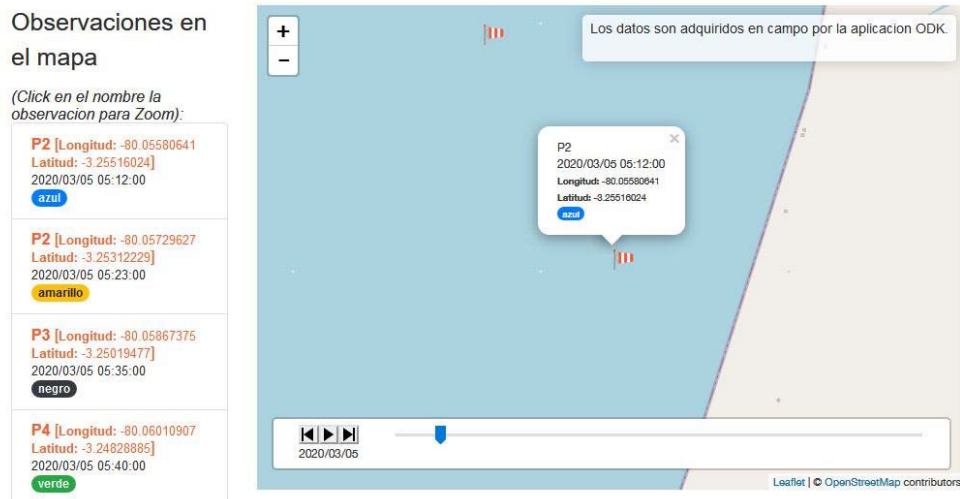 Observaciones en
el mapa
(Click en el nombre la
observacion para Zoom):
P2 [Longitud: -80.05580641
Latitud: -3.25516024]
2020/03/05 05:12:00
azul
P2 [Longitud: -80.05729627
Latitud: -3.25312229]
2020/03/05 05:23:00
amarillo
P3 [Longitud: -80.05867375
Latitud: -3.25019477]
2020/03/05 05:35:00
negro
P4 [Longitud: -80.06010907
Latitud: -3.24828885]
2020/03/05 05:40:00
verde
+
−
Los datos son adquiridos en campo por la aplicacion ODK.
×
P2
2020/03/05 05:12:00
Longitud: -80.05580641
Latitud: -3.25516024
azul
2020/03/05
Leaflet | © OpenStreetMap contributors